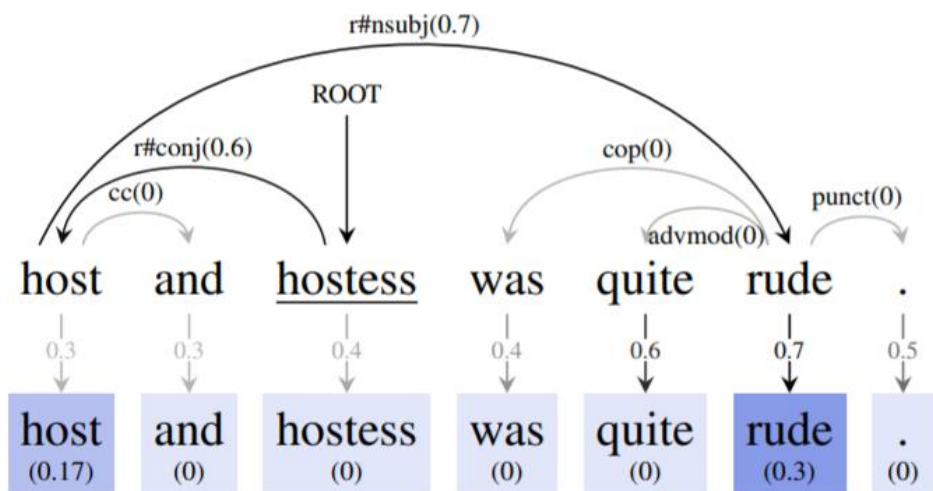 r#nsubj(0.7)
ROOT
r#conj(0.6)
cop(0)
cc(0)
punct(0)
advmod(0)
host and hostess was quite rude .
0.3 0.3 0.4 0.4 0.6 0.7 0.5
host and hostess was quite rude .
(0.17) (0) (0) (0) (0) (0.3) (0)